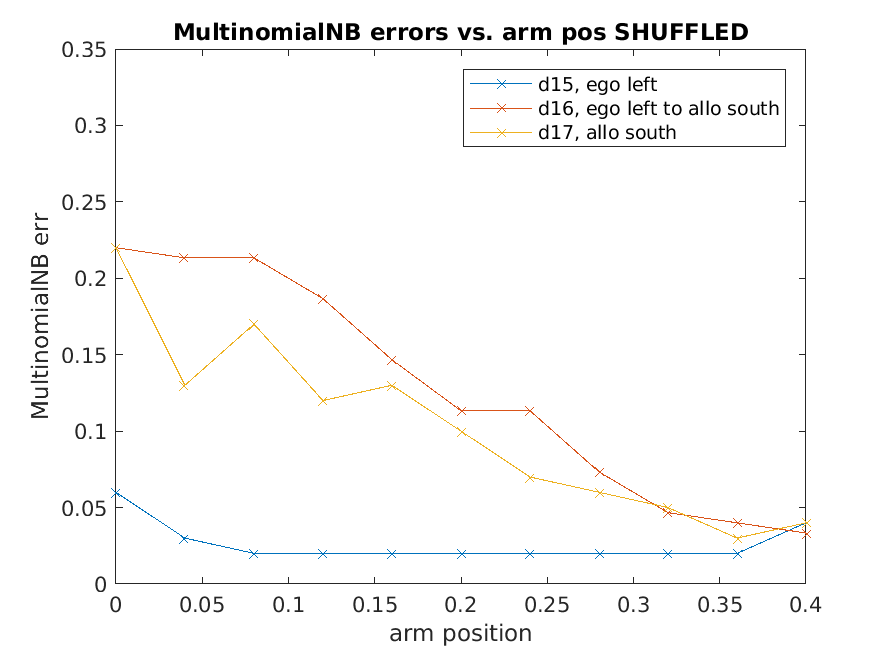 MultinomialNB errors vs. arm pos SHUFFLED
0.35
0.3
0.25
0.2
0.15
0.1
0.05
0
MultinomialNB err
d15, ego left
d16, ego left to allo south
d17, allo south
0 0.05 0.1 0.15 0.2 0.25 0.3 0.35 0.4
arm position